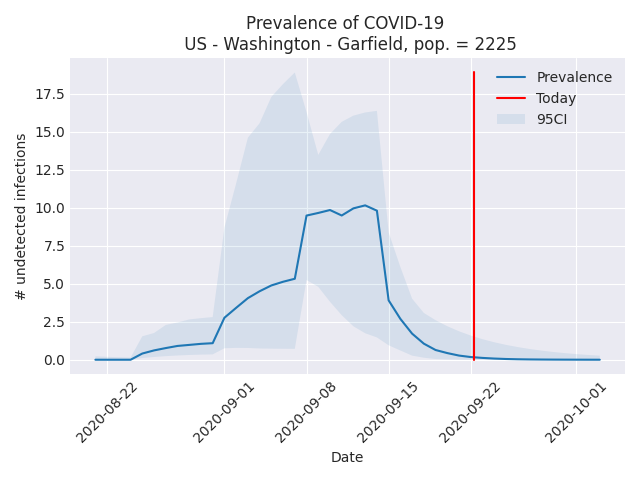 Prevalence of COVID-19
US - Washington - Garfield, pop. = 2225
Prevalence
Today
95CI
# undetected infections
17.5
15.0
12.5
10.0
7.5
5.0
2.5
0.0
2020-08-22
2020-09-01
2020-09-08
2020-09-15
2020-09-22
2020-10-01
Date